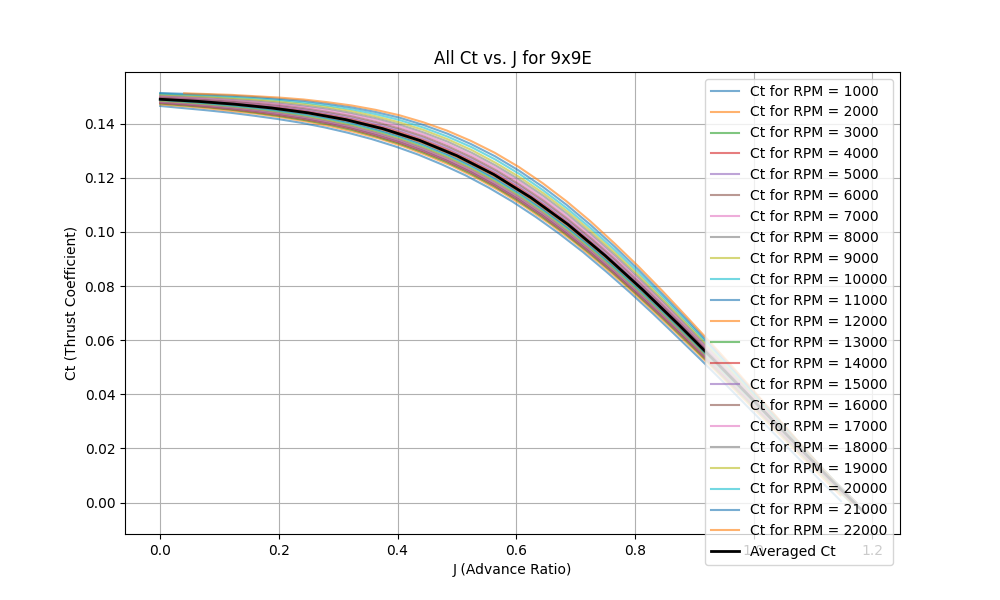 All Ct vs. J for 9x9E
Ct (Thrust Coefficient)
0.14
0.12
0.10
0.08
0.06
0.04
0.02
0.00
0.0 0.2 0.4 0.6 0.8 1.0 1.2
J (Advance Ratio)
Ct for RPM = 1000
Ct for RPM = 2000
Ct for RPM = 3000
Ct for RPM = 4000
Ct for RPM = 5000
Ct for RPM = 6000
Ct for RPM = 7000
Ct for RPM = 8000
Ct for RPM = 9000
Ct for RPM = 10000
Ct for RPM = 11000
Ct for RPM = 12000
Ct for RPM = 13000
Ct for RPM = 14000
Ct for RPM = 15000
Ct for RPM = 16000
Ct for RPM = 17000
Ct for RPM = 18000
Ct for RPM = 19000
Ct for RPM = 20000
Ct for RPM = 21000
Ct for RPM = 22000
Averaged Ct